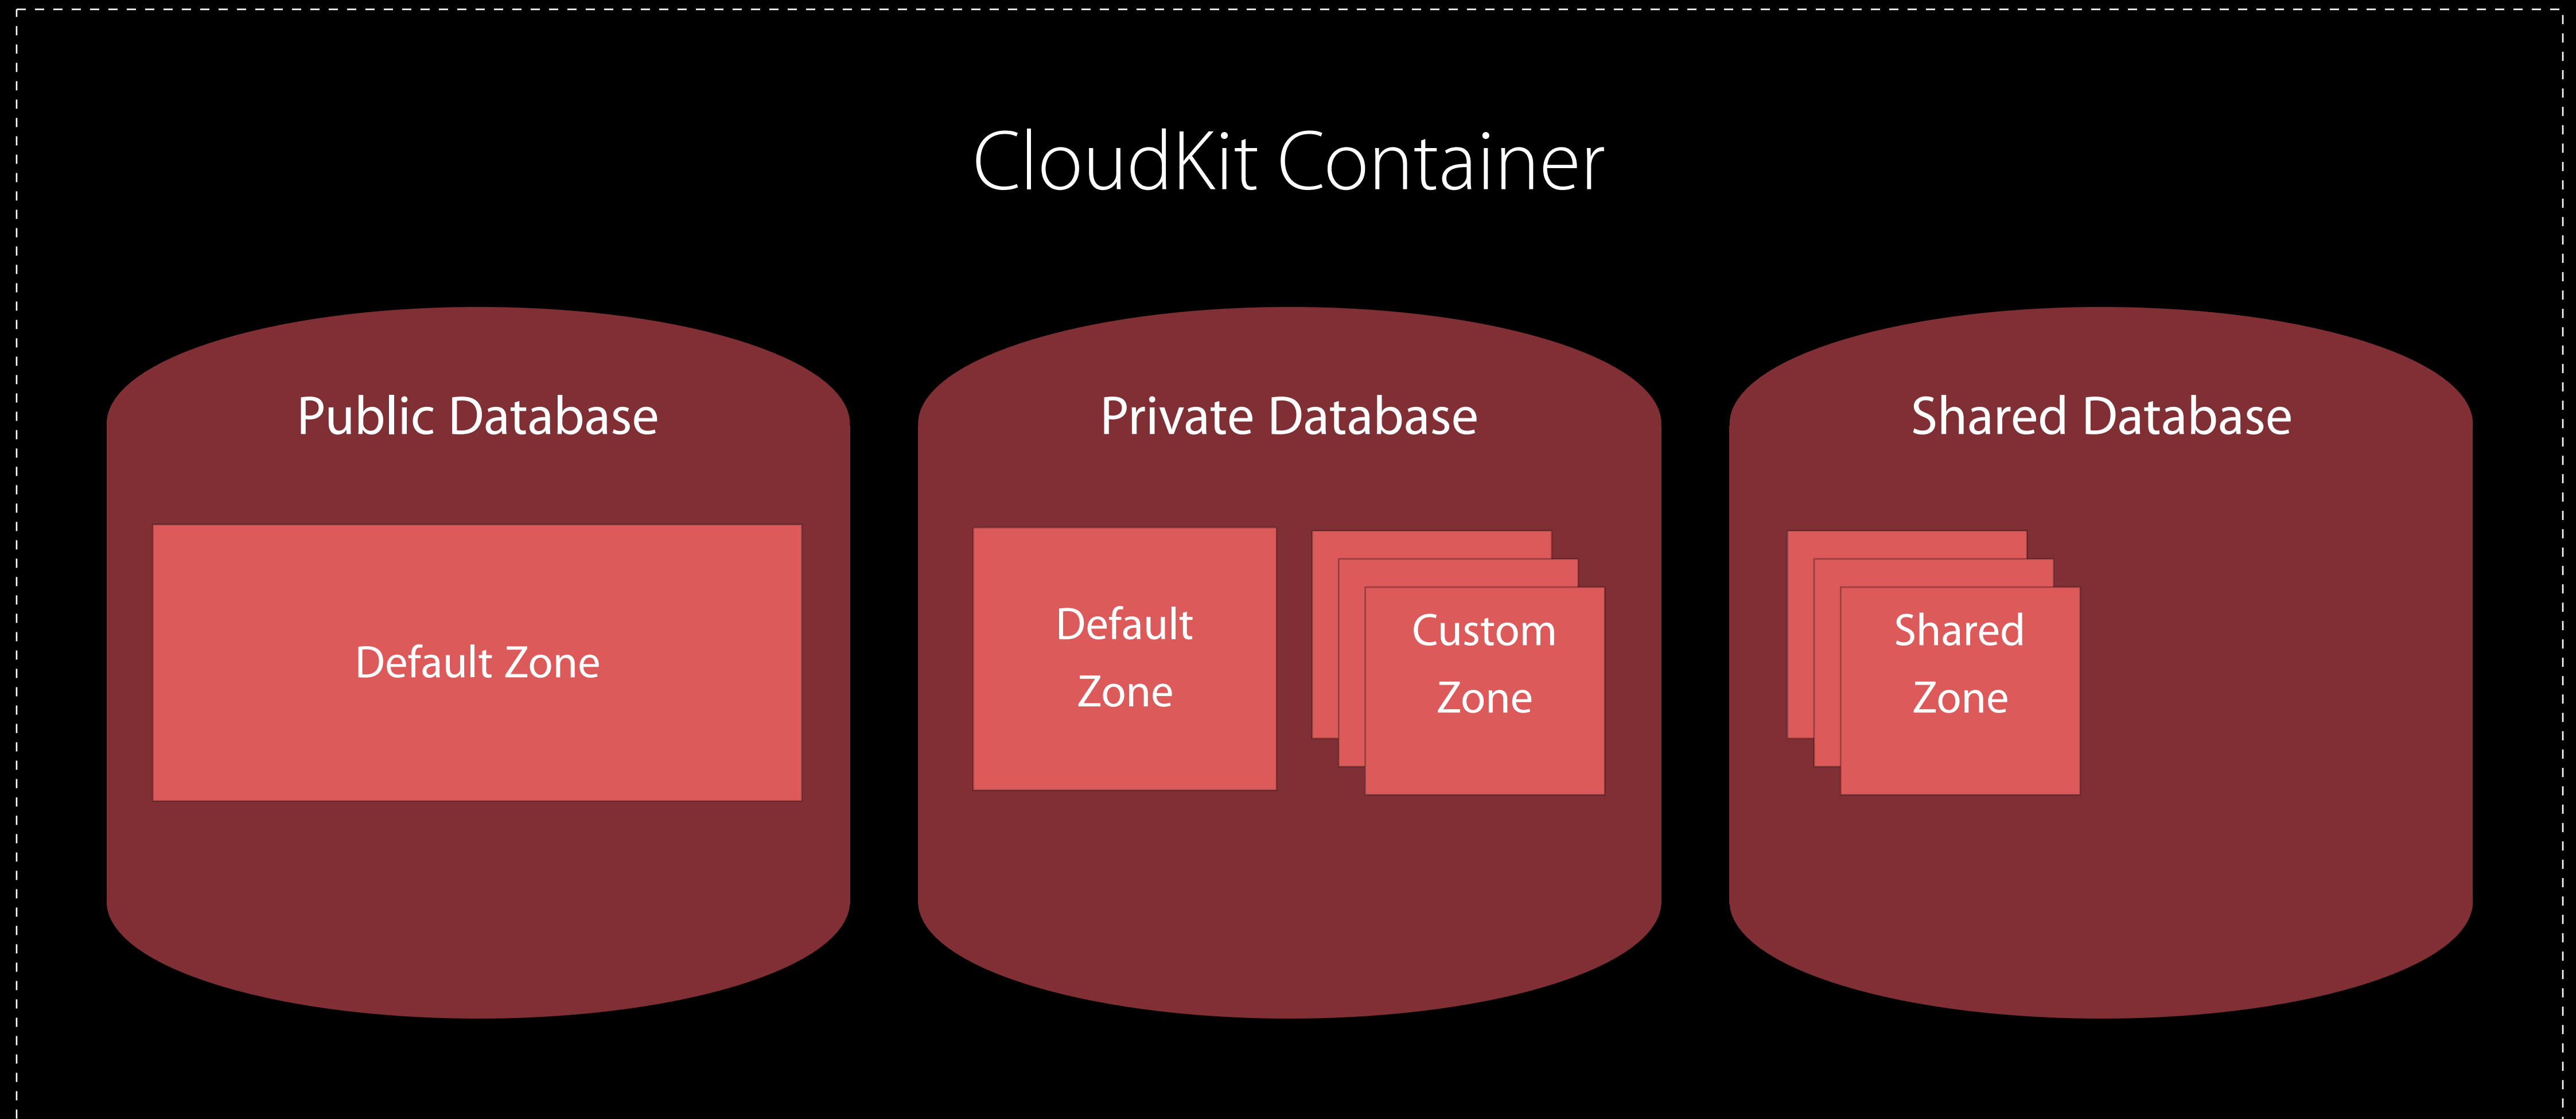 CloudKit Container
Public Database
Private Database
Shared Database
Default Zone
Default
Zone
Custom
Zone
Shared
Zone